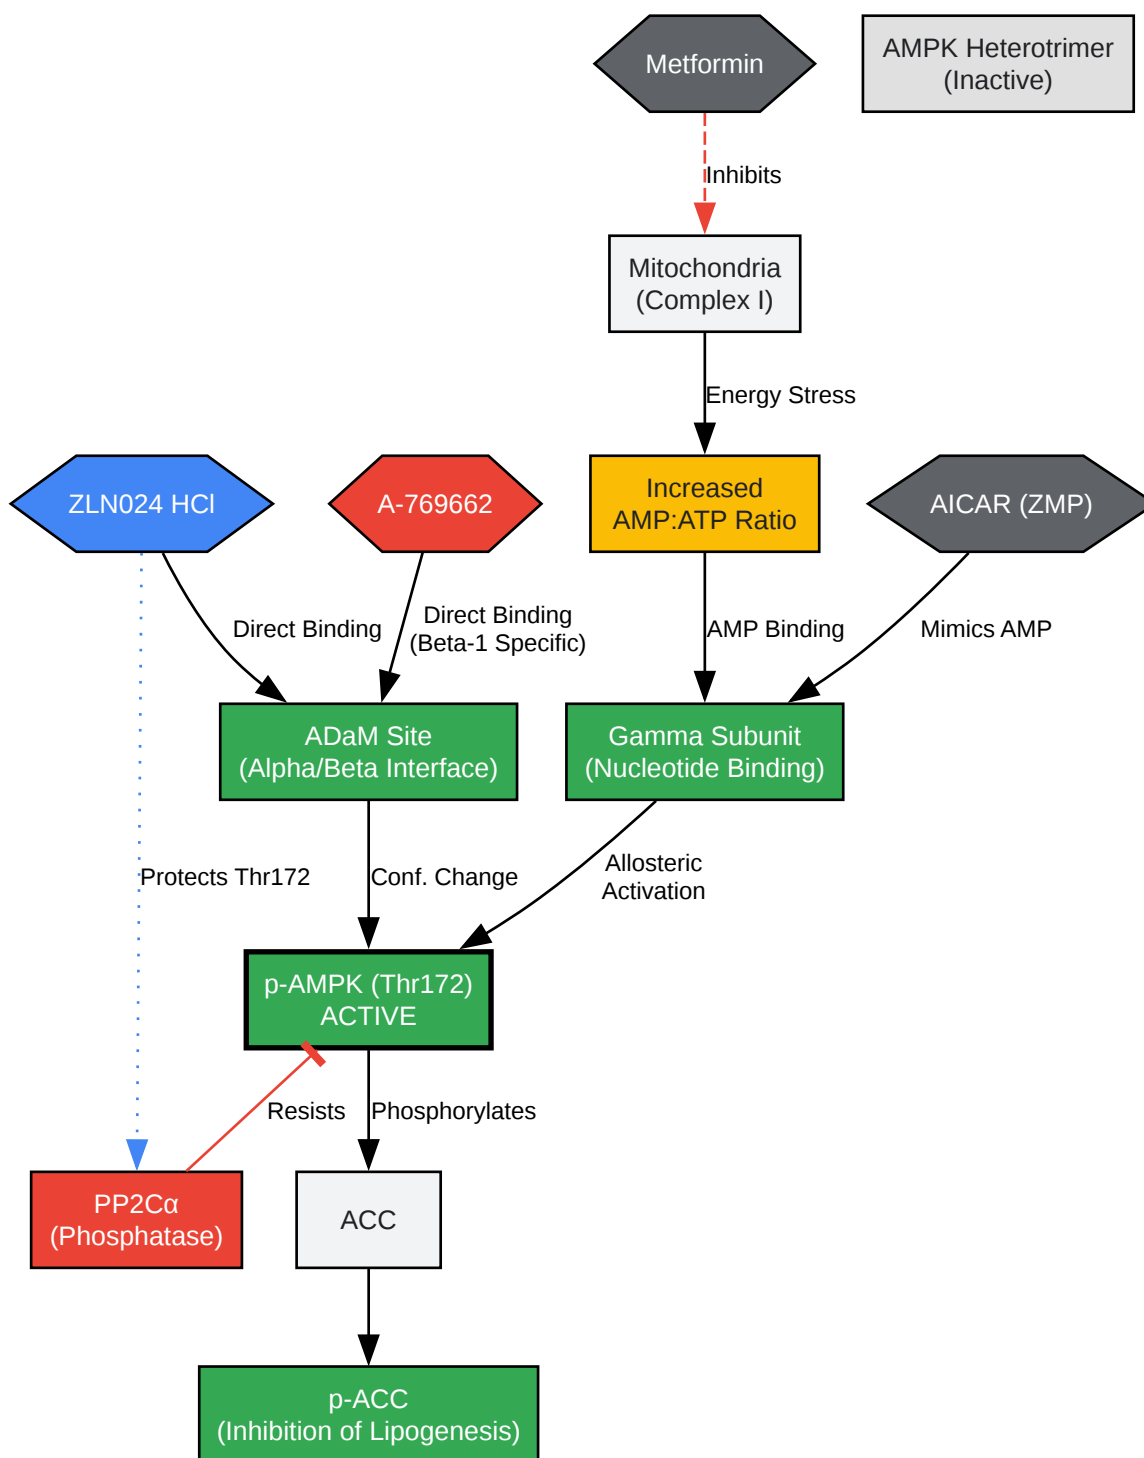 Metformin
AMPK Heterotrimer
(Inactive)
Inhibits
Mitochondria
(Complex I)
Energy Stress
ZLN024 HCl
A-769662
Increased
AMP:ATP Ratio
AICAR (ZMP)
Direct Binding
Direct Binding
(Beta-1 Specific)
AMP Binding
Mimics AMP
ADaM Site
(Alpha/Beta Interface)
Gamma Subunit
(Nucleotide Binding)
Protects Thr172
Conf. Change
Allosteric
Activation
p-AMPK (Thr172)
ACTIVE
Resists
Phosphorylates
PP2Cα
(Phosphatase)
ACC
p-ACC
(Inhibition of Lipogenesis)